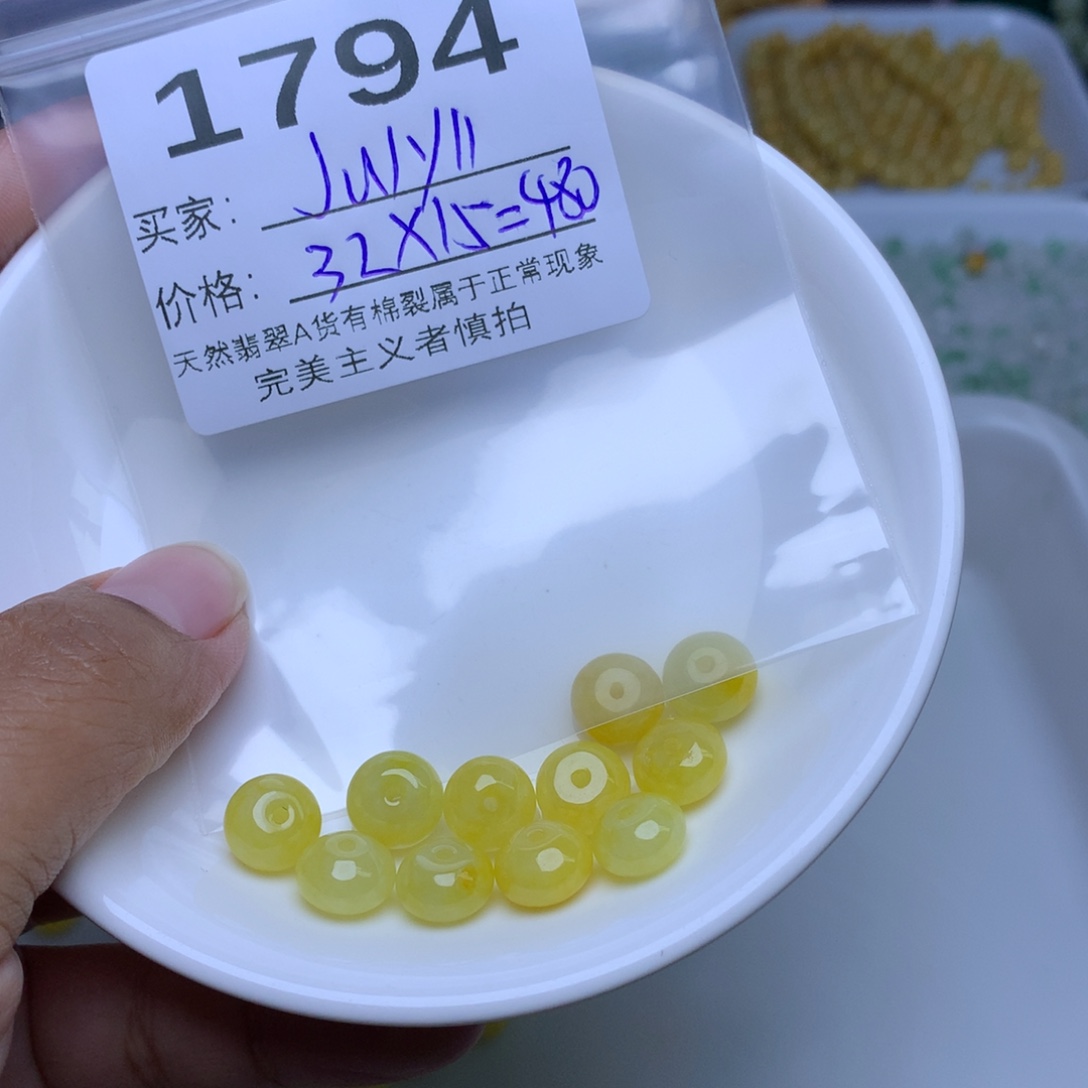 1794
买家: Julyll
价格: 32X15=480
天然翡翠A货有棉裂属于正常现象
完美主义者慎拍